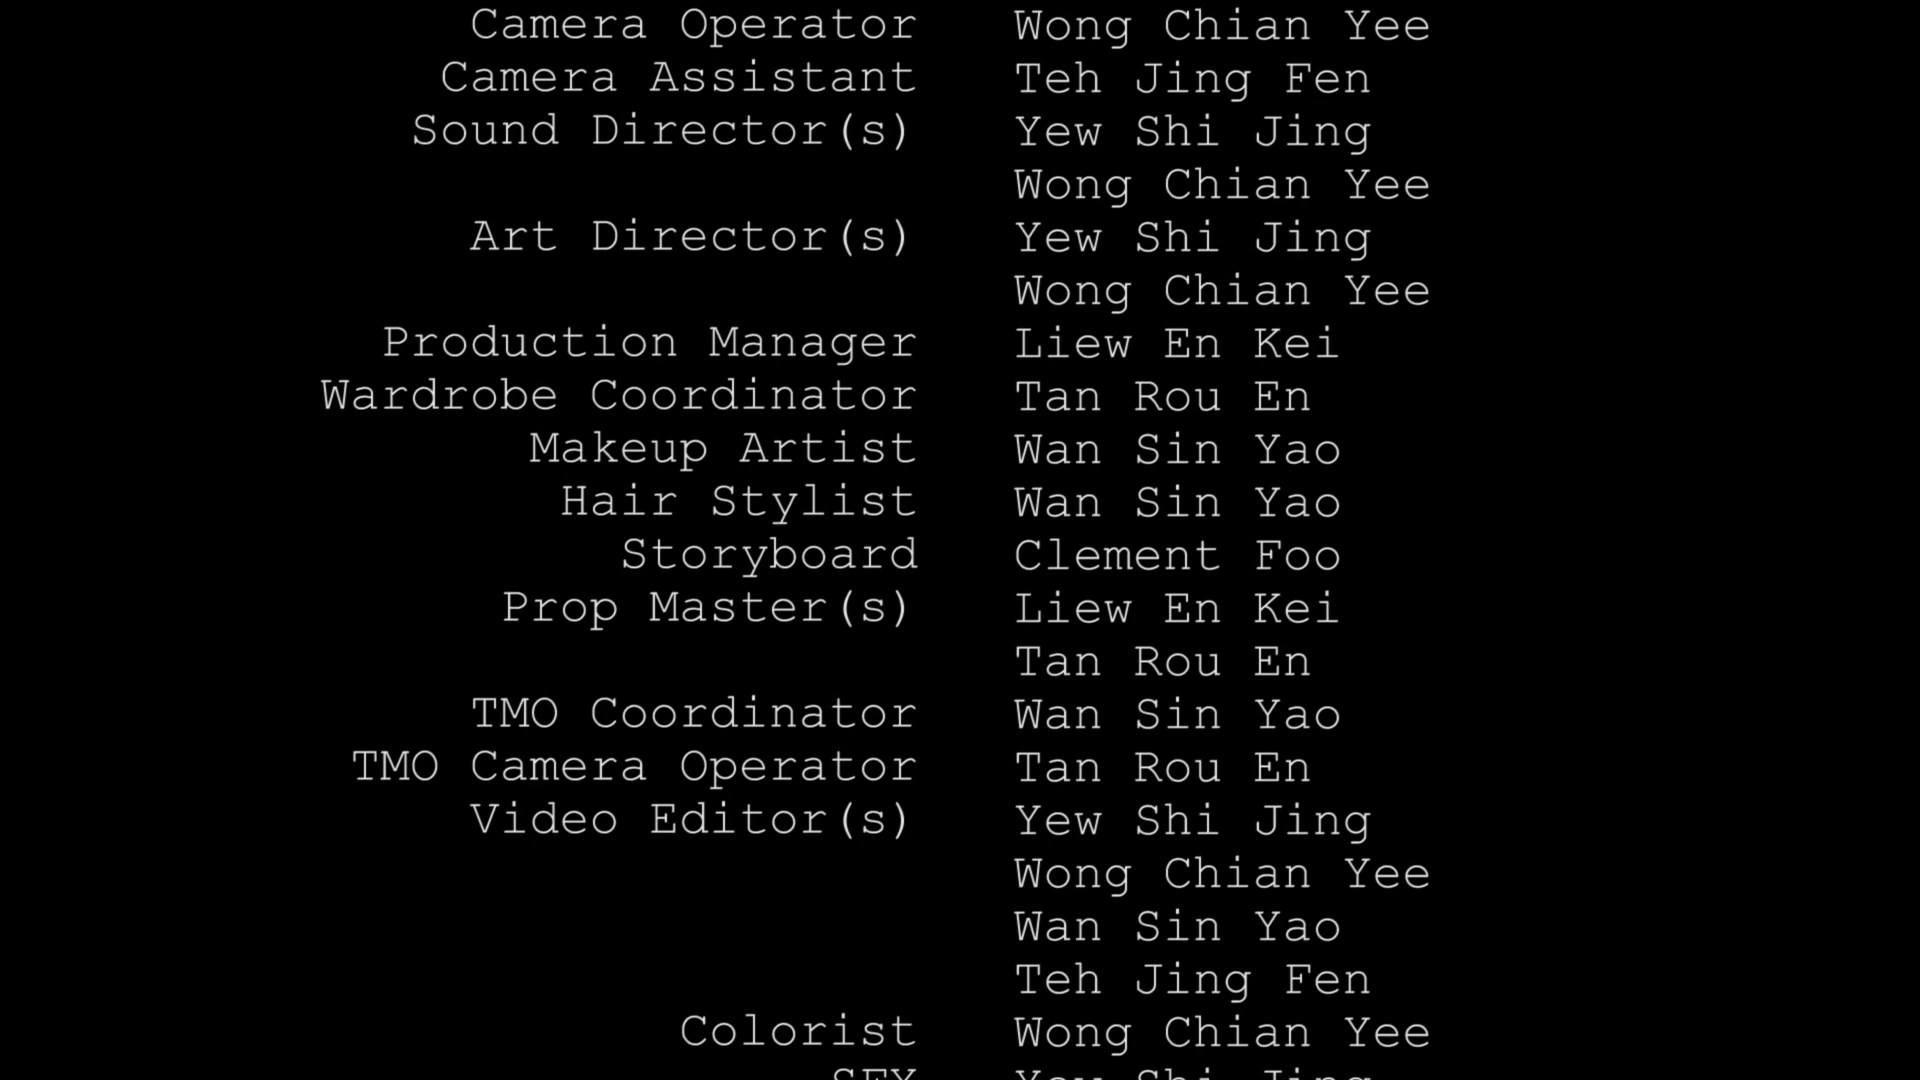 Camera Operator Wong Chian Yee
Camera Assistant Teh Jing Fen
Sound Director(s) Yew Shi Jing
Wong Chian Yee
Art Director(s) Yew Shi Jing
Wong Chian Yee
Production Manager Liew En Kei
Wardrobe Coordinator Tan Rou En
Makeup Artist Wan Sin Yao
Hair Stylist Wan Sin Yao
Storyboard Clement Foo
Prop Master(s) Liew En Kei
Tan Rou En
TMO Coordinator Wan Sin Yao
TMO Camera Operator Tan Rou En
Video Editor(s) Yew Shi Jing
Wong Chian Yee
Wan Sin Yao
Teh Jing Fen
Colorist Wong Chian Yee
SFX Yew Shi Jing